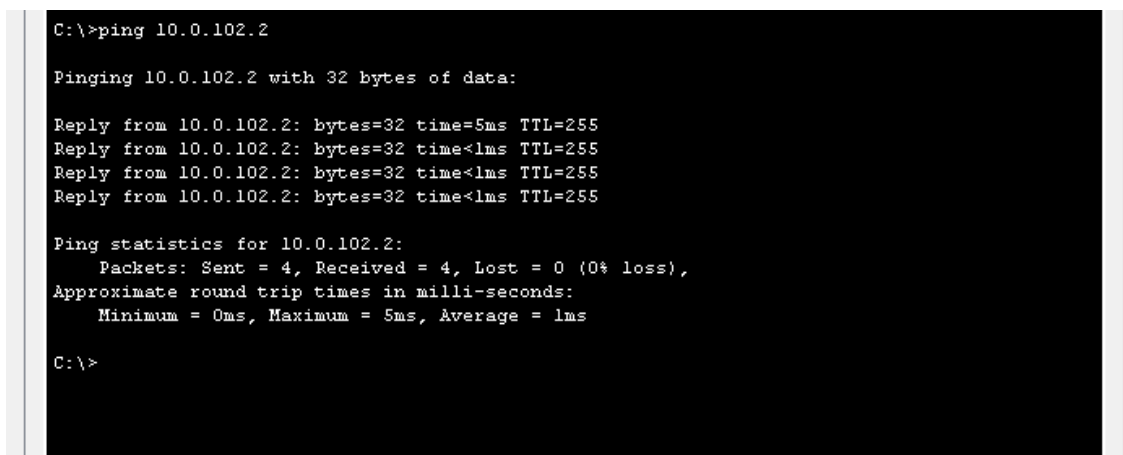 C:\>ping 10.0.102.2
Pinging 10.0.102.2 with 32 bytes of data:
Reply from 10.0.102.2: bytes=32 time=5ms TTL=255
Reply from 10.0.102.2: bytes=32 time<1ms TTL=255
Reply from 10.0.102.2: bytes=32 time<1ms TTL=255
Reply from 10.0.102.2: bytes=32 time<1ms TTL=255
Ping statistics for 10.0.102.2:
    Packets: Sent = 4, Received = 4, Lost = 0 (0% loss),
Approximate round trip times in milli-seconds:
    Minimum = 0ms, Maximum = 5ms, Average = 1ms
C:\>